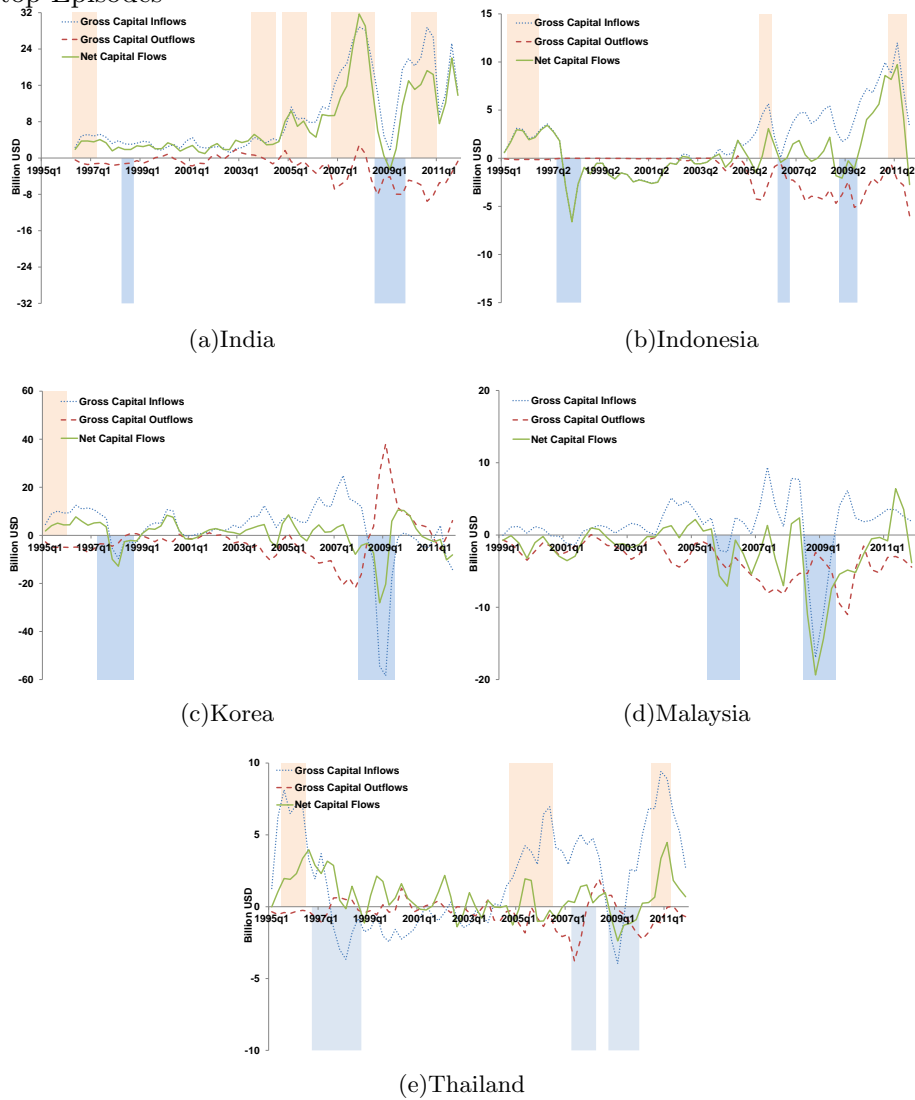 top Episodes
Gross Capital Inflows
Gross Capital Outflows
Net Capital Flows
Billion USD
32
24
16
8
0
-8
-16
-24
-32
1995q1 1997q1 1999q1 2001q1 2003q1 2005q1 2007q1 2009q1 2011q1
(a)India
Gross Capital Inflows
Gross Capital Outflows
Net Capital Flows
Billion USD
15
10
5
0
-5
-10
-15
1995q1 1997q2 1999q2 2001q2 2003q2 2005q2 2007q2 2009q2 2011q2
(b)Indonesia
Gross Capital Inflows
Gross Capital Outflows
Net Capital Flows
Billion USD
60
40
20
0
-20
-40
-60
1995q1 1997q1 1999q1 2001q1 2003q1 2005q1 2007q1 2009q1 2011q1
(c)Korea
Gross Capital Inflows
Gross Capital Outflows
Net Capital Flows
Billion USD
20
10
0
-10
-20
1999q1 2001q1 2003q1 2005q1 2007q1 2009q1 2011q1
(d)Malaysia
Gross Capital Inflows
Gross Capital Outflows
Net Capital Flows
Billion USD
10
5
0
-5
-10
1995q1 1997q1 1999q1 2001q1 2003q1 2005q1 2007q1 2009q1 2011q1
(e)Thailand